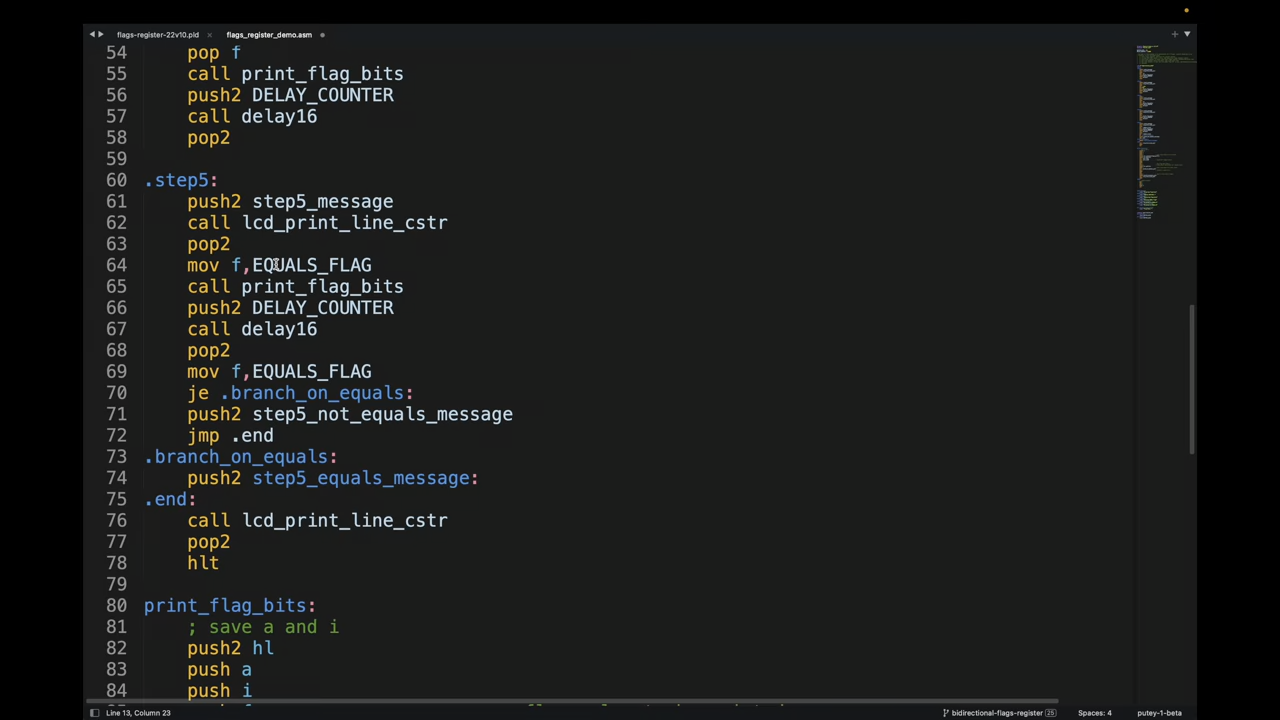 flags-register-22v10.pld × flags_register_demo.asm
54 pop f
55 call print_flag_bits
56 push2 DELAY_COUNTER
57 call delay16
58 pop2
59
60 .step5:
61 push2 step5_message
62 call lcd_print_line_cstr
63 pop2
64 mov f,EQUALS_FLAG
65 call print_flag_bits
66 push2 DELAY_COUNTER
67 call delay16
68 pop2
69 mov f,EQUALS_FLAG
70 je .branch_on_equals:
71 push2 step5_not_equals_message
72 jmp .end
73 .branch_on_equals:
74 push2 step5_equals_message:
75 .end:
76 call lcd_print_line_cstr
77 pop2
78 hlt
79
80 print_flag_bits:
81 ; save a and i
82 push2 hl
83 push a
84 push i
Line 13, Column 23 bidirectional-flags-register 25 Spaces: 4 putey-1-beta